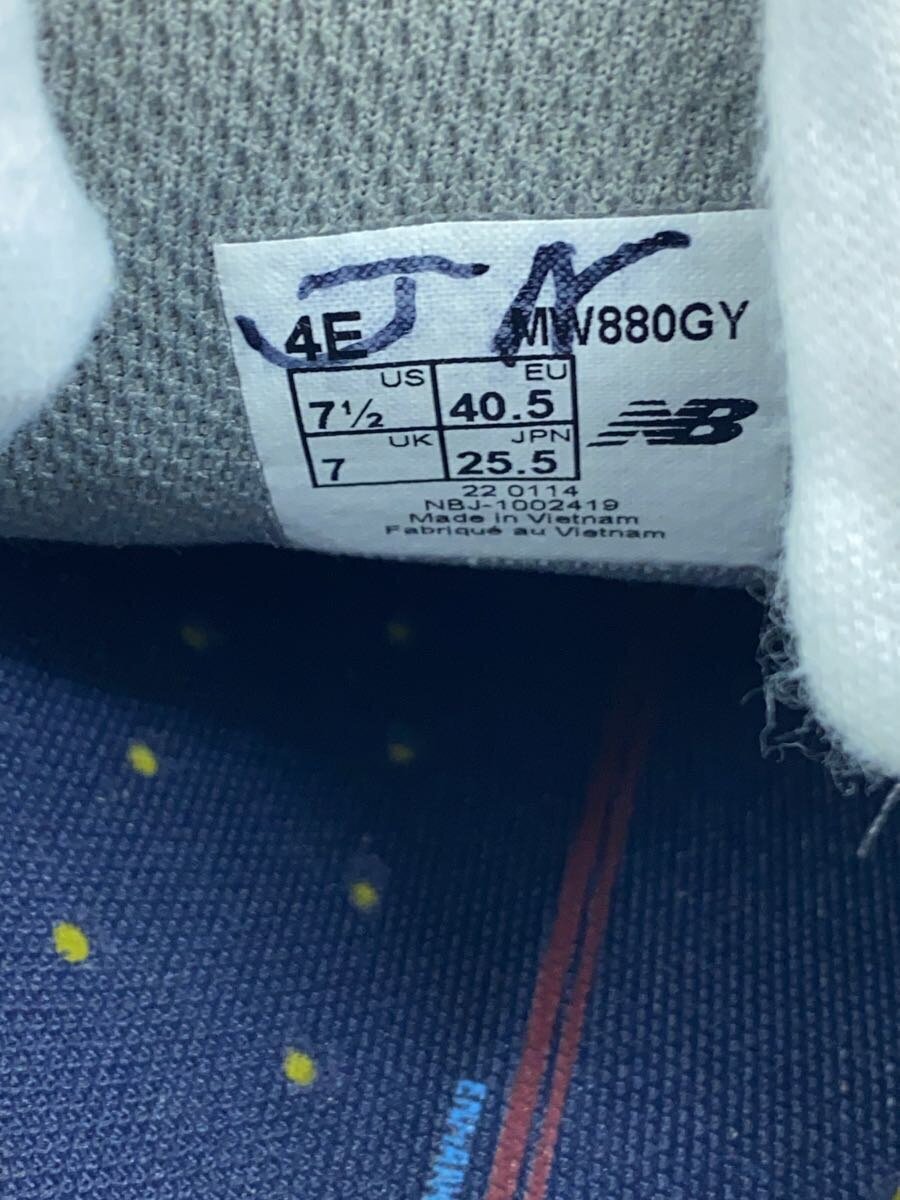 J N
4E MW880GY
US EU
7½ 40.5
UK JPN
7 25.5
NB
22 0114
NBJ-1002419
Made in Vietnam
Fabriqué au Vietnam